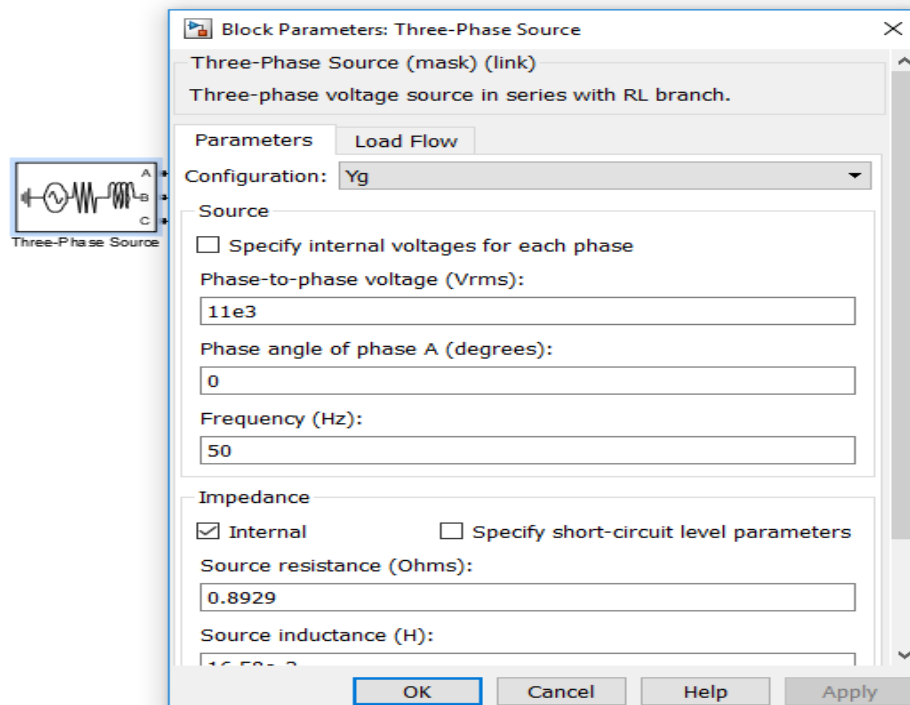 Block Parameters: Three-Phase Source
Three-Phase Source (mask) (link)
Three-phase voltage source in series with RL branch.
Parameters Load Flow
Configuration: Yg
A
B
C
Three-Phase Source
Source
Specify internal voltages for each phase
Phase-to-phase voltage (Vrms):
11e3
Phase angle of phase A (degrees):
0
Frequency (Hz):
50
Impedance
Internal Specify short-circuit level parameters
Source resistance (Ohms):
0.8929
Source inductance (H):
OK Cancel Help Apply